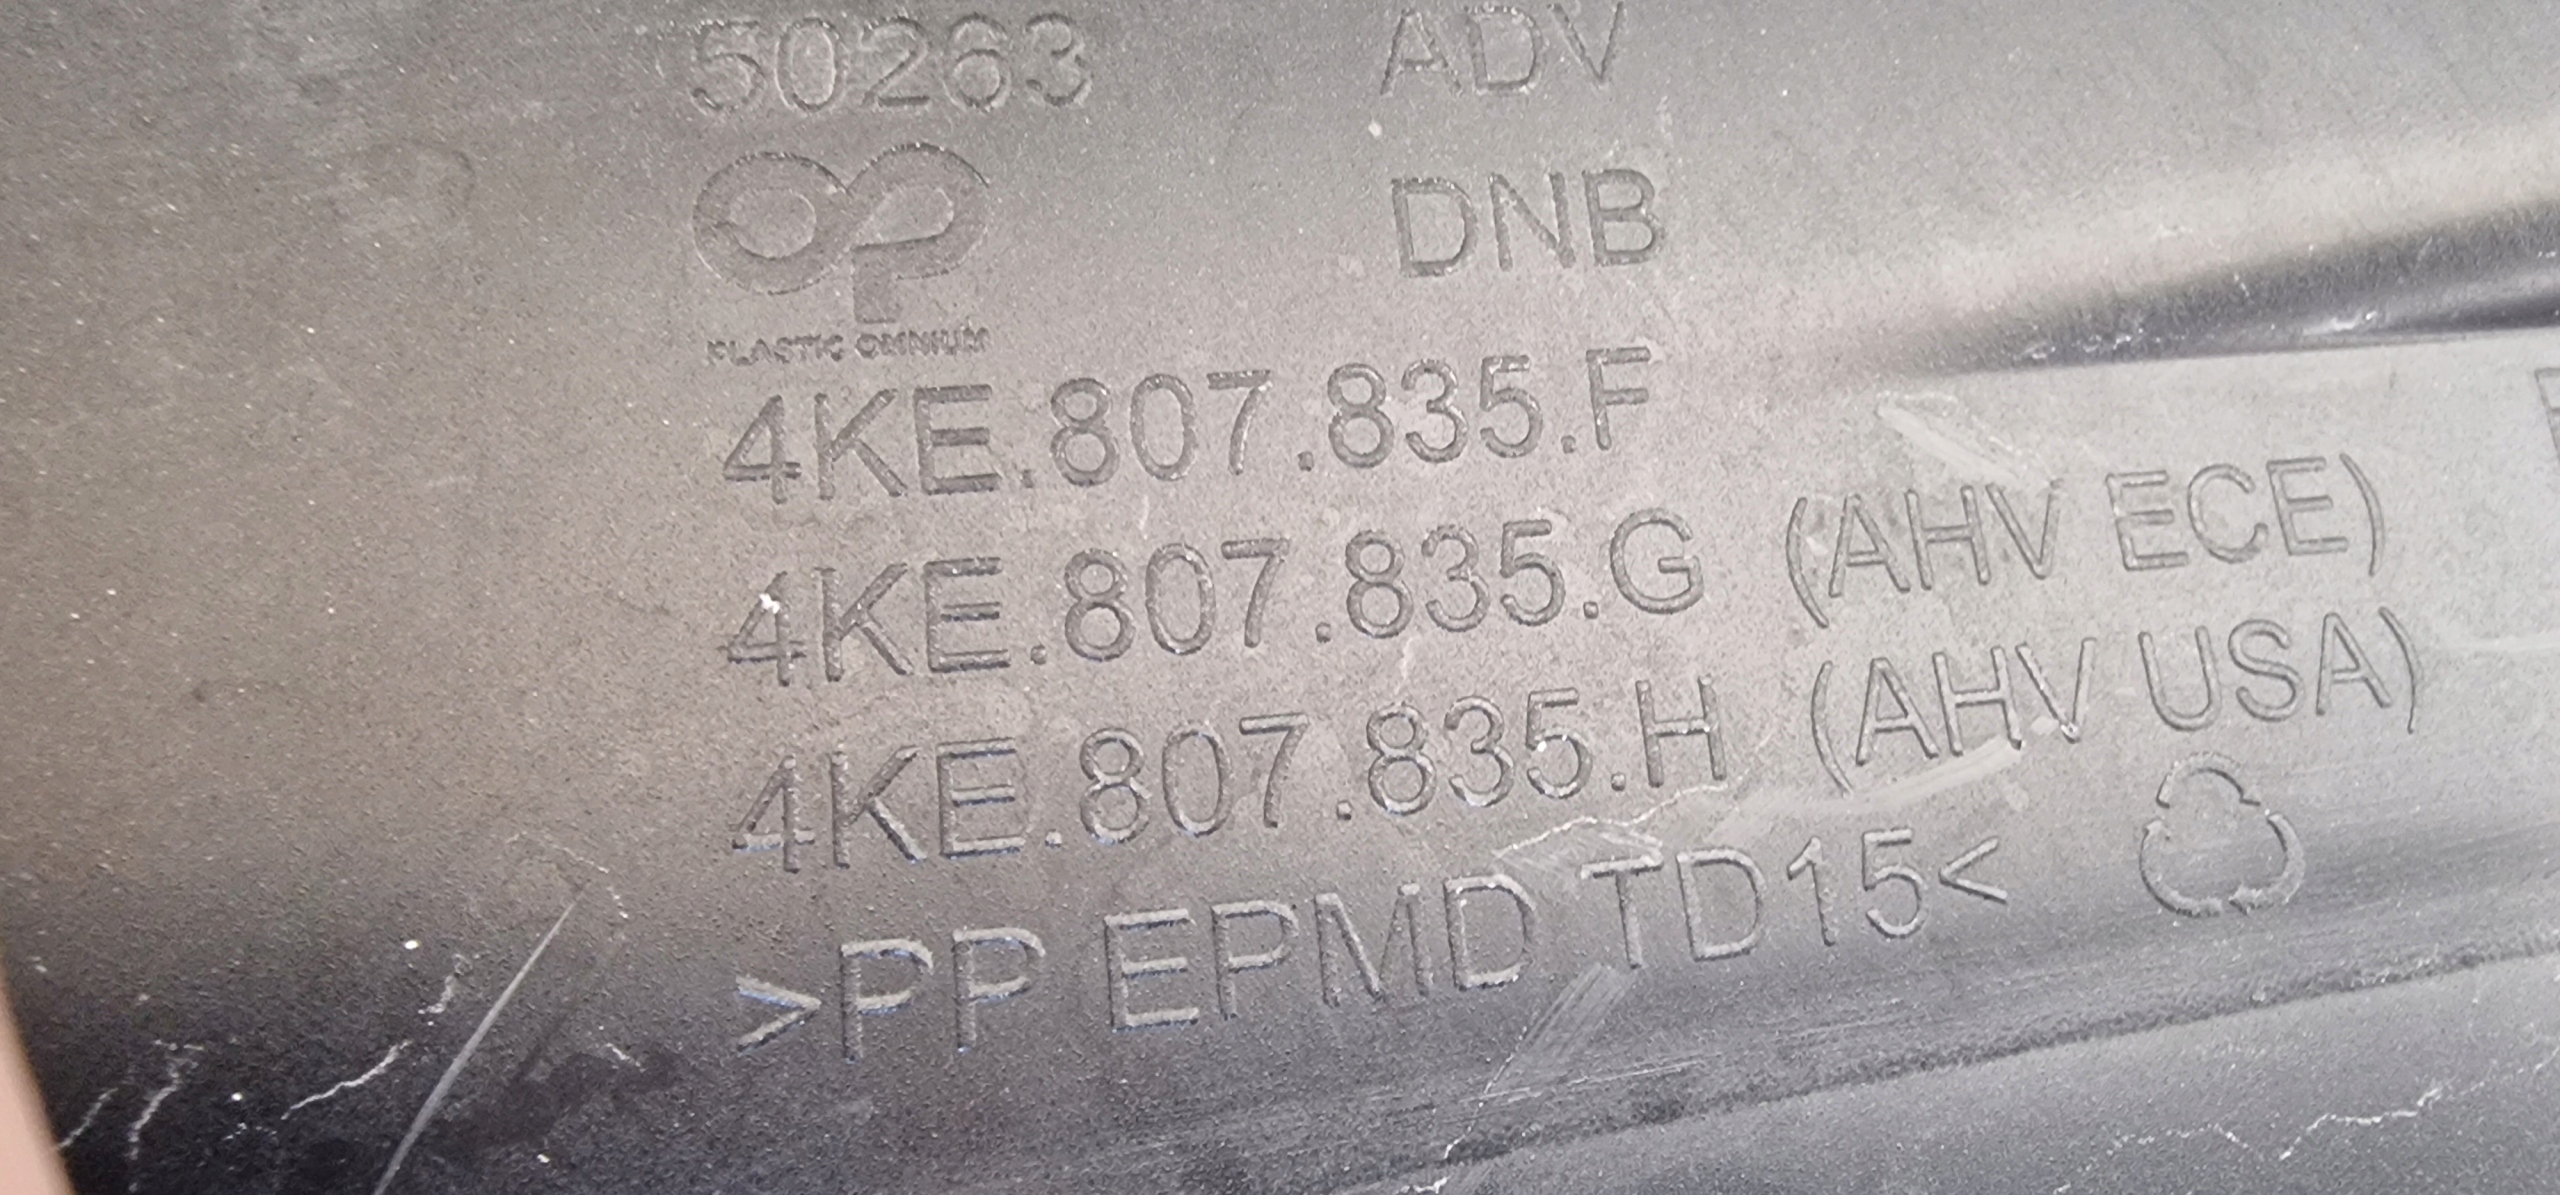 50263 ADV
DNB
PLASTIC OMNIUM
4KE.807.835.F
4KE.807.835.G (AHV ECE)
4KE.807.835.H (AHV USA)
>PP EPMD TD15<